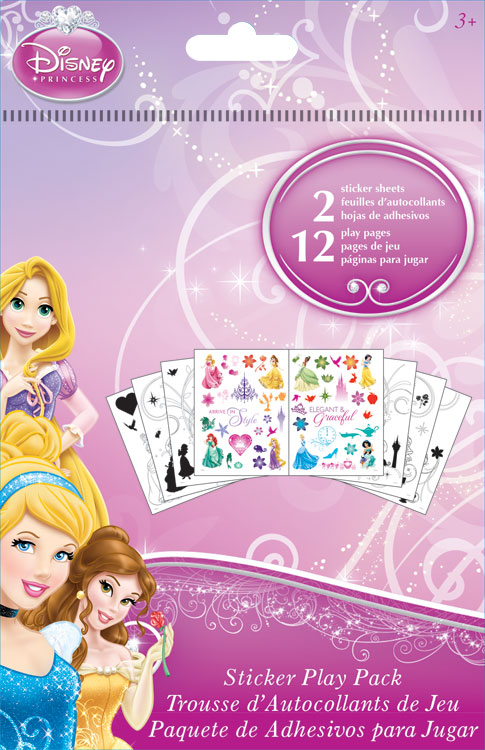 3+
Disney
PRINCESS
2 sticker sheets
feuilles d'autocollants
hojas de adhesivos
12 play pages
pages de jeu
páginas para jugar
ARRIVE IN
Style
ELEGANT &
Graceful
Sticker Play Pack
Trousse d'Autocollants de Jeu
Paquete de Adhesivos para Jugar